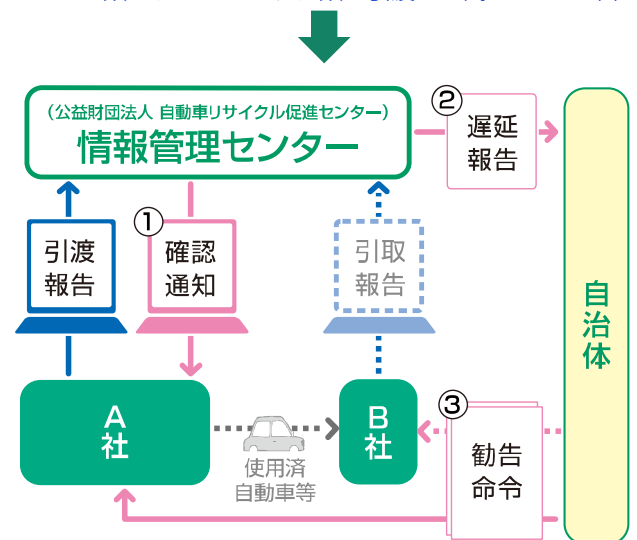 （公益財団法人 自動車リサイクル促進センター）
情報管理センター
②
遅延
報告
①
引渡
報告
確認
通知
引取
報告
自治体
A
社
使用済
自動車等
B
社
③
勧告
命令